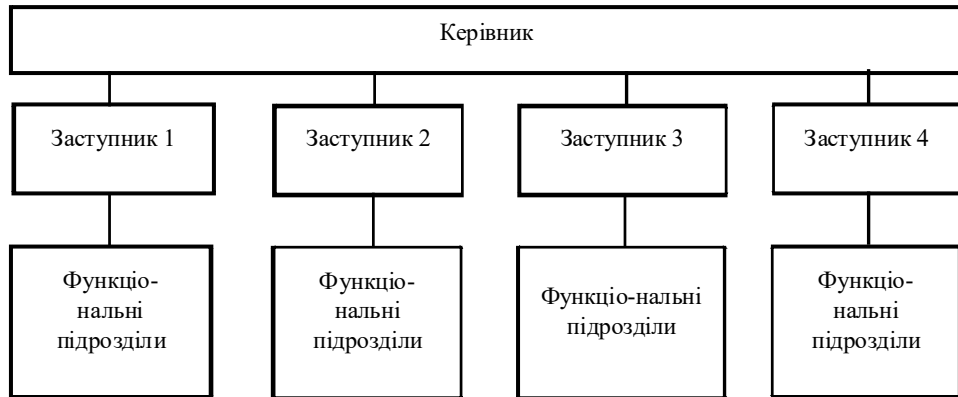 Керівник
Заступник 1
Заступник 2
Заступник 3
Заступник 4
Функціо-
нальні
підрозділи
Функціо-
нальні
підрозділи
Функціо-нальні
підрозділи
Функціо-
нальні
підрозділи